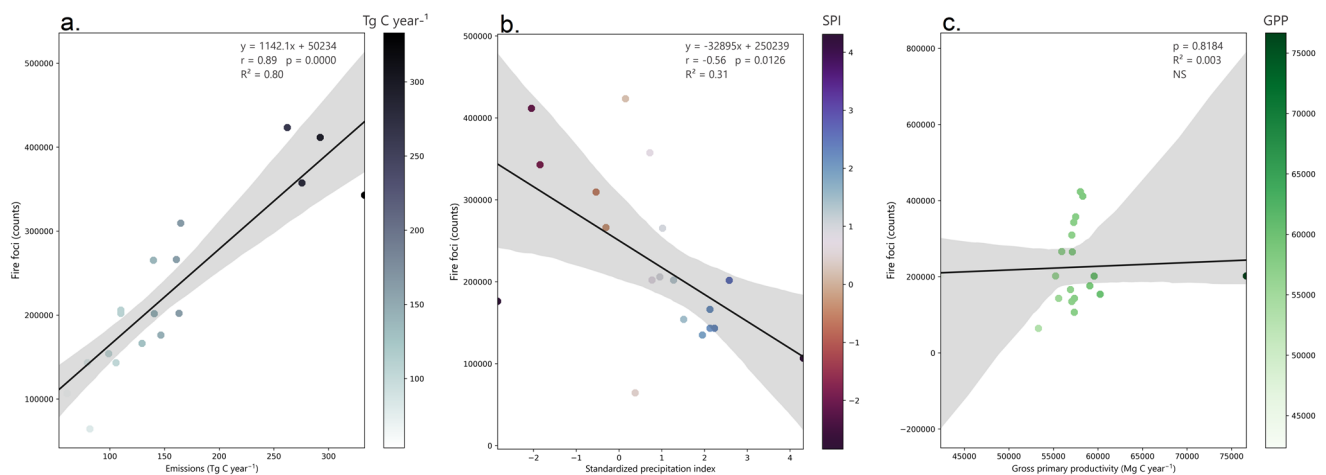 a.
Tg C year-¹
y = 1142.1x + 50234
r = 0.89   p = 0.0000
R² = 0.80
500000
400000
300000
200000
100000
Fire foci (counts)
100
150
200
250
300
Emissions (Tg C year⁻¹)
300
250
200
150
100
b.
SPI
y = -32895x + 250239
r = -0.56   p = 0.0126
R² = 0.31
500000
400000
300000
200000
100000
0
Fire foci (counts)
−2
−1
0
1
2
3
4
Standardized precipitation index
4
3
2
1
0
−1
−2
c.
GPP
p = 0.8184
R² = 0.003
NS
800000
600000
400000
200000
0
−200000
Fire foci (counts)
45000
50000
55000
60000
65000
70000
75000
Gross primary productivity (Mg C year⁻¹)
75000
70000
65000
60000
55000
50000
45000